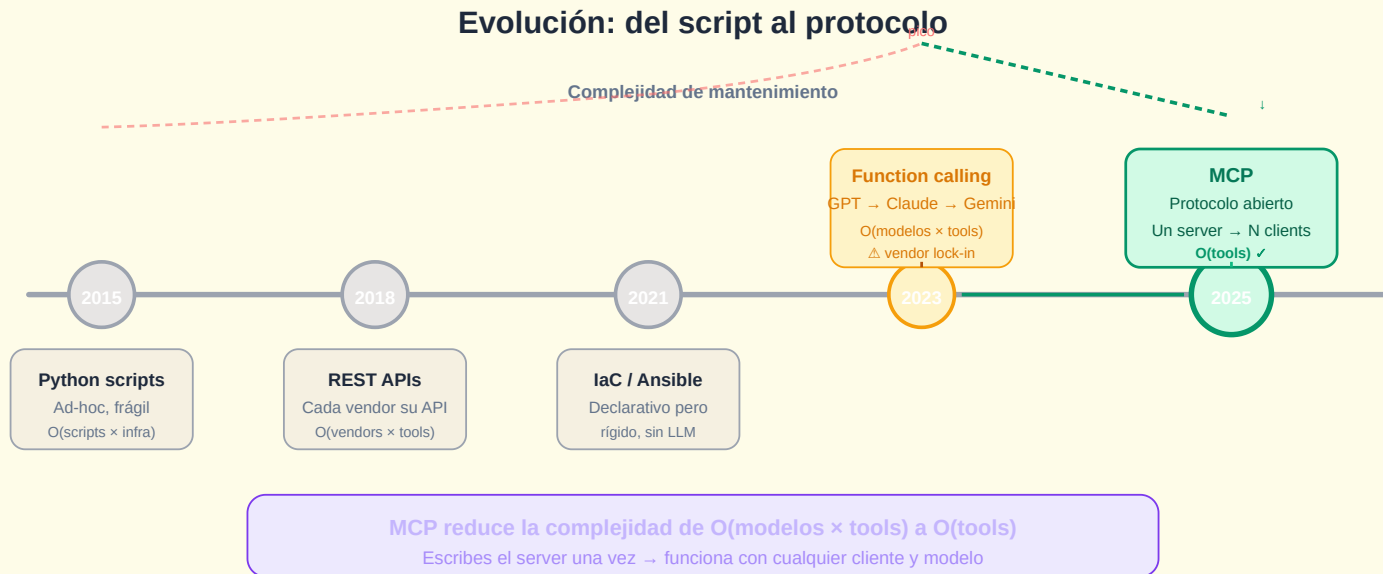 Evolución: del script al protocolo
pico
Complejidad de mantenimiento
↓
Function calling
GPT → Claude → Gemini
O(modelos × tools)
⚠ vendor lock-in
MCP
Protocolo abierto
Un server → N clients
O(tools) ✓
2015
2018
2021
2023
2025
Python scripts
Ad-hoc, frágil
O(scripts × infra)
REST APIs
Cada vendor su API
O(vendors × tools)
IaC / Ansible
Declarativo pero
rígido, sin LLM
MCP reduce la complejidad de O(modelos × tools) a O(tools)
Escribes el server una vez → funciona con cualquier cliente y modelo